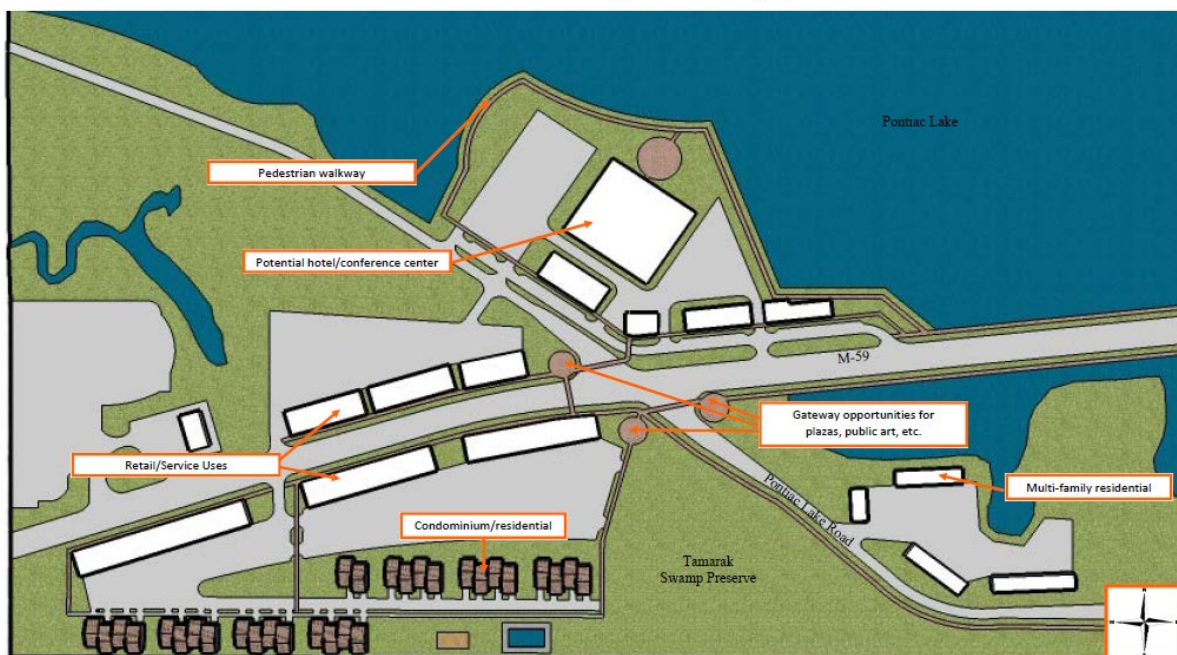 Pontiac Lake
Pedestrian walkway
Potential hotel/conference center
M-59
Gateway opportunities for
plazas, public art, etc.
Retail/Service Uses
Multi-family residential
Pontiac Lake Road
Condominium/residential
Tamarak
Swamp Preserve